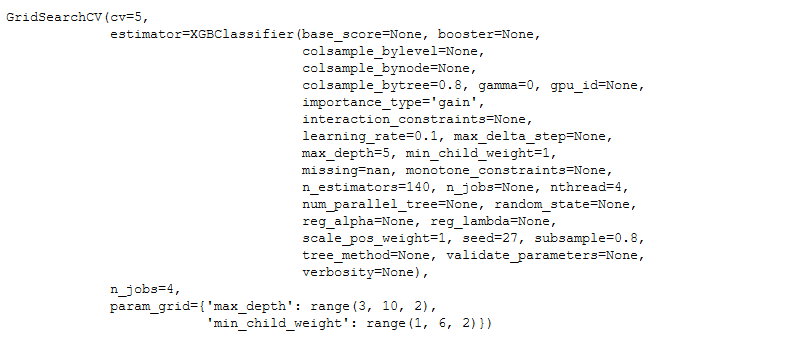 GridSearchCV(cv=5,
estimator=XGBClassifier(base_score=None, booster=None,
colsample_bylevel=None,
colsample_bynode=None,
colsample_bytree=0.8, gamma=0, gpu_id=None,
importance_type='gain',
interaction_constraints=None,
learning_rate=0.1, max_delta_step=None,
max_depth=5, min_child_weight=1,
missing=nan, monotone_constraints=None,
n_estimators=140, n_jobs=None, nthread=4,
num_parallel_tree=None, random_state=None,
reg_alpha=None, reg_lambda=None,
scale_pos_weight=1, seed=27, subsample=0.8,
tree_method=None, validate_parameters=None,
verbosity=None),
n_jobs=4,
param_grid={'max_depth': range(3, 10, 2),
'min_child_weight': range(1, 6, 2)})